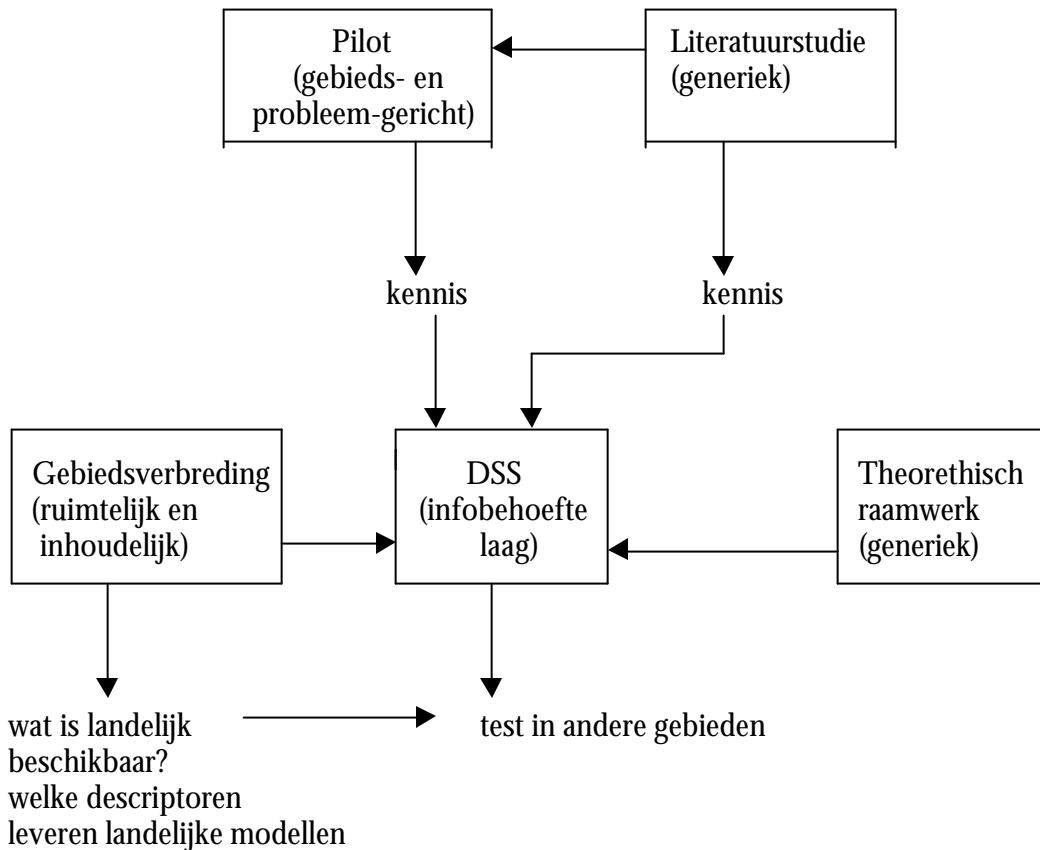 Pilot
(gebieds- en
probleem-gericht)
Literatuurstudie
(generiek)
kennis
kennis
Gebiedsverbreding
(ruimtelijk en
inhoudelijk)
DSS
(infobehoefte
laag)
Theorethisch
raamwerk
(generiek)
wat is landelijk
beschikbaar?
welke descriptoren
leveren landelijke modellen
test in andere gebieden